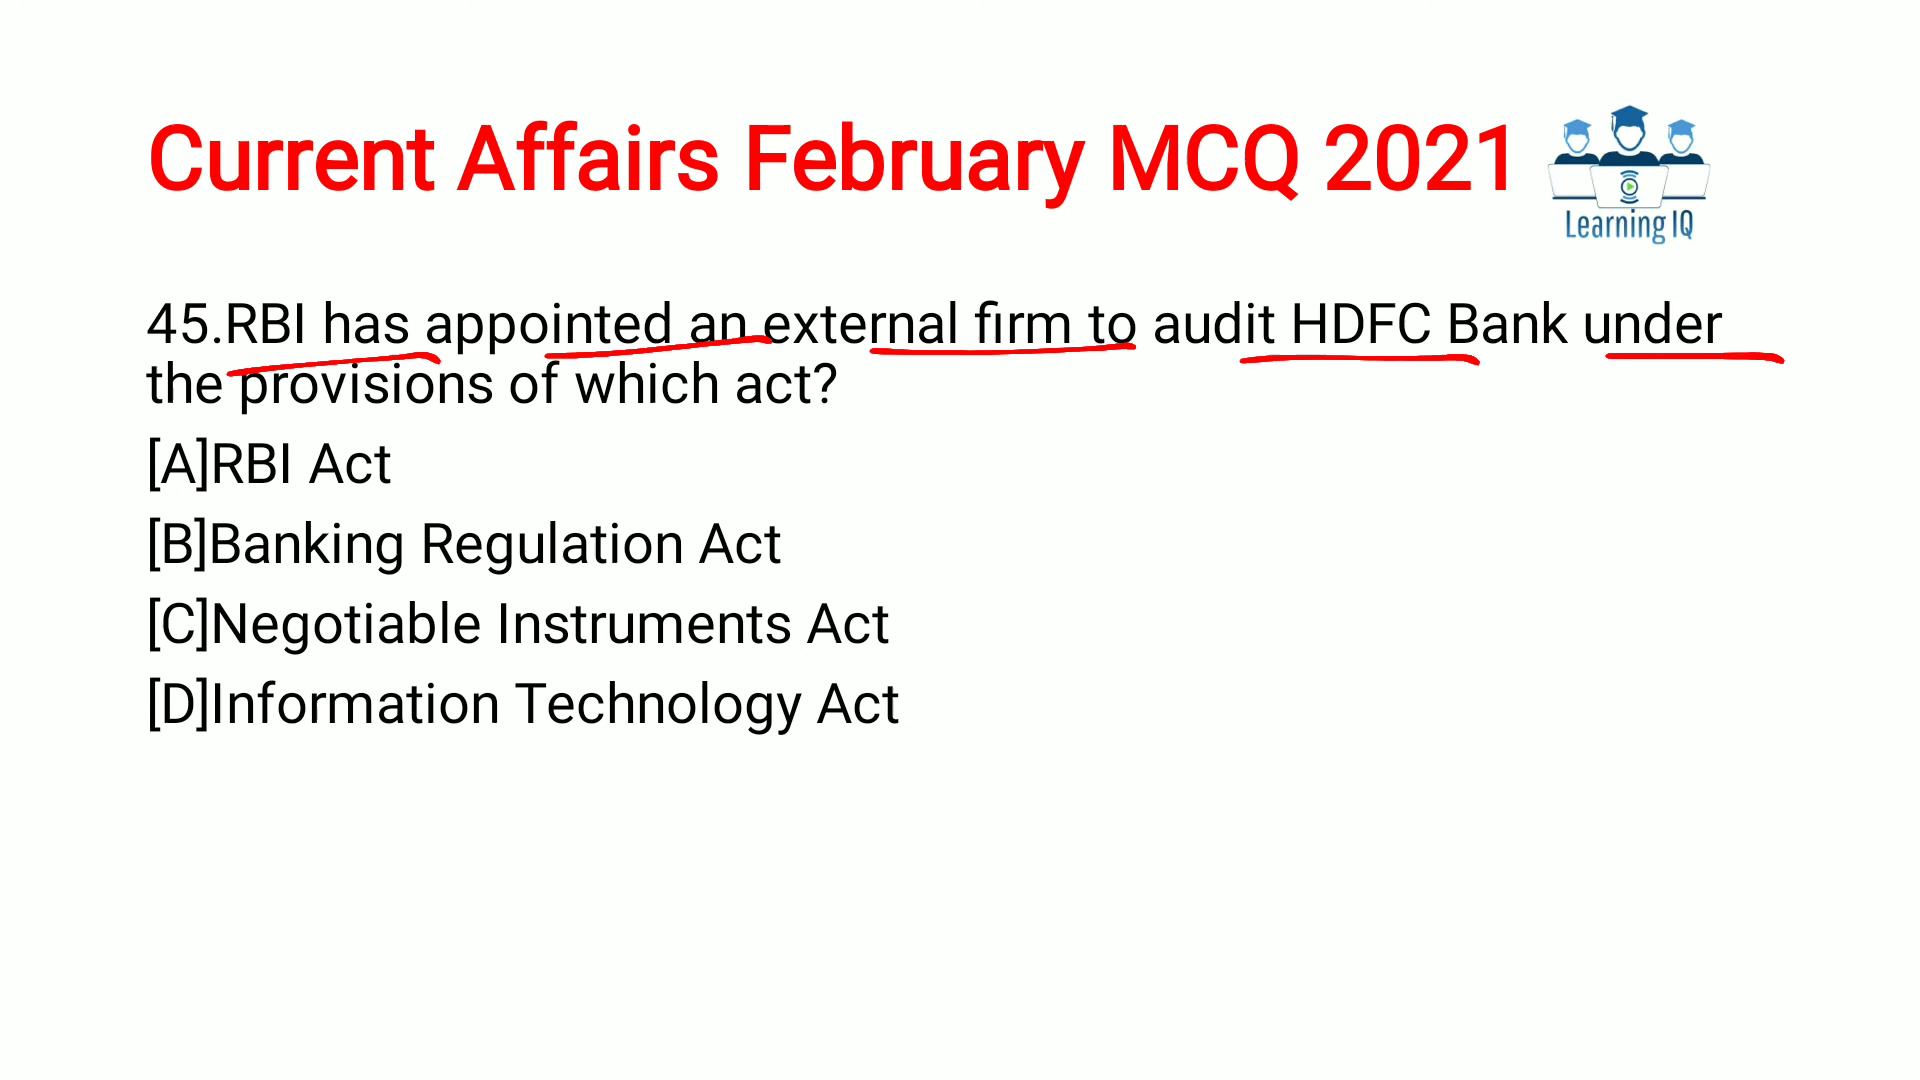 Current Affairs February MCQ 2021
Learning IQ
45.RBI has appointed an external firm to audit HDFC Bank under
the provisions of which act?
[A]RBI Act
[B]Banking Regulation Act
[C]Negotiable Instruments Act
[D]Information Technology Act